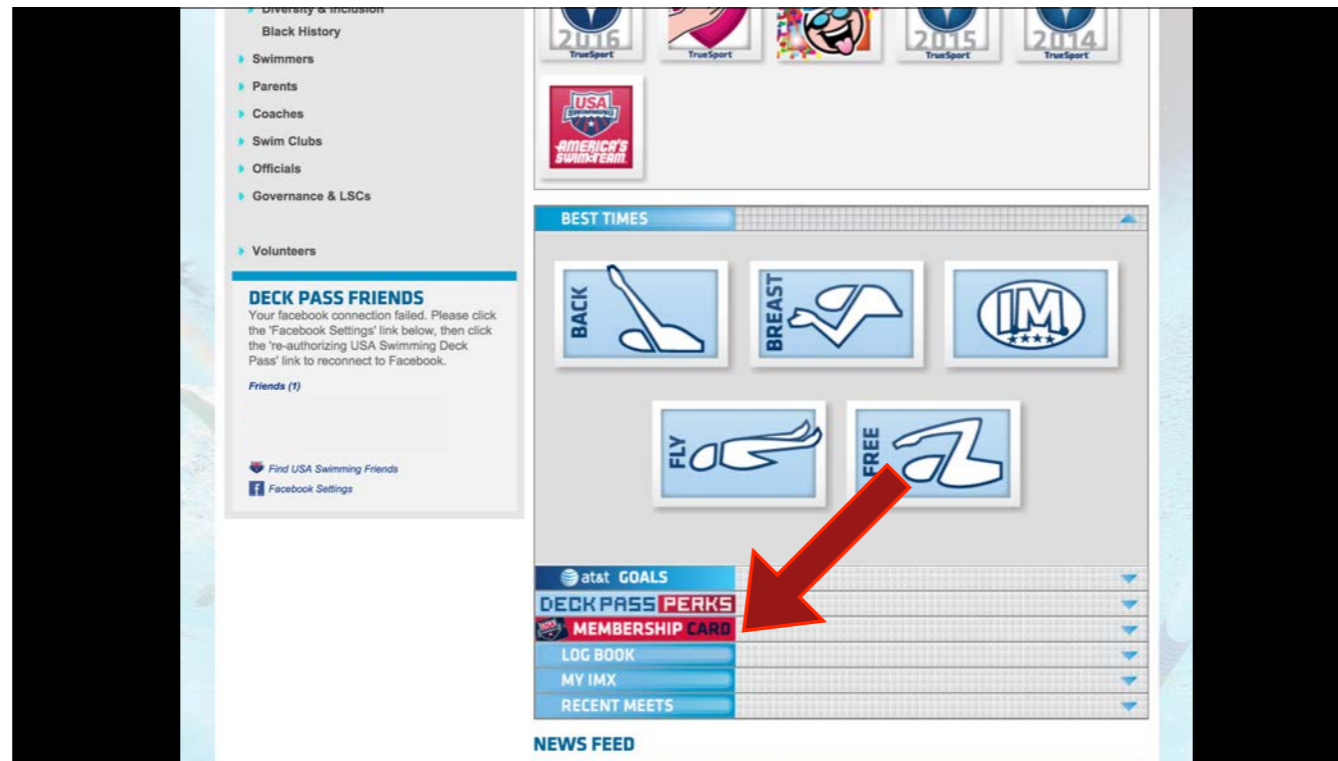 Diversity & Inclusion
Black History
Swimmers
Parents
Coaches
Swim Clubs
Officials
Governance & LSCs
Volunteers
DECK PASS FRIENDS
Your facebook connection failed. Please click
the 'Facebook Settings' link below, then click
the 're-authorizing USA Swimming Deck
Pass' link to reconnect to Facebook.
Friends (1)
Find USA Swimming Friends
Facebook Settings
2016
TrueSport
TrueSport
2015
TrueSport
2014
TrueSport
USA
SWIMMING
AMERICA'S
SWIM TEAM
BEST TIMES
BACK
BREAST
I.M.
FLY
FREE
at&t GOALS
DECK PASS PERKS
MEMBERSHIP CARD
LOG BOOK
MY IMX
RECENT MEETS
NEWS FEED